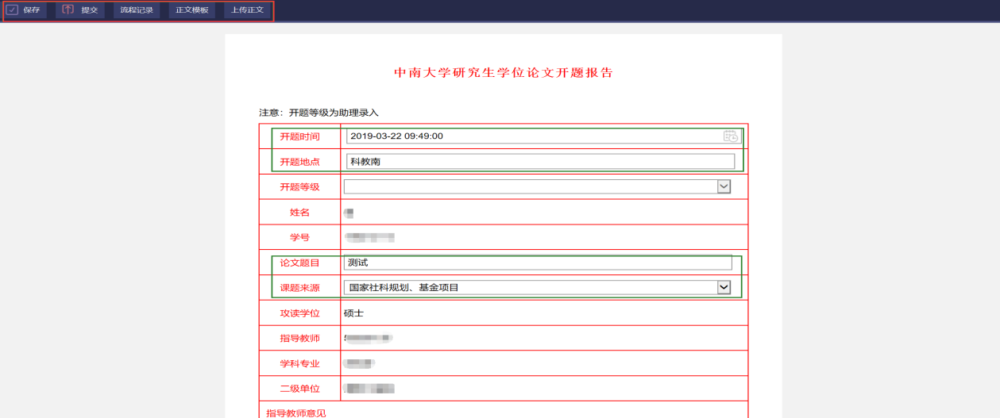 保存 提交 流程记录 正文模板 上传正文
中南大学研究生学位论文开题报告
注意：开题等级为助理录入
开题时间 2019-03-22 09:49:00
开题地点 科教南
开题等级
姓名
学号
论文题目 测试
课题来源 国家社科规划、基金项目
攻读学位 硕士
指导教师
学科专业
二级单位
指导教师意见